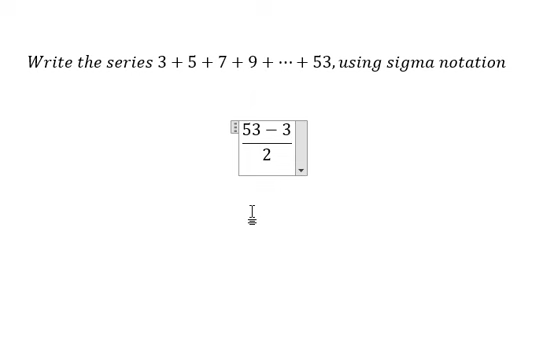 Write the series 3 + 5 + 7 + 9 + ⋯ + 53, using sigma notation
53 − 3
2